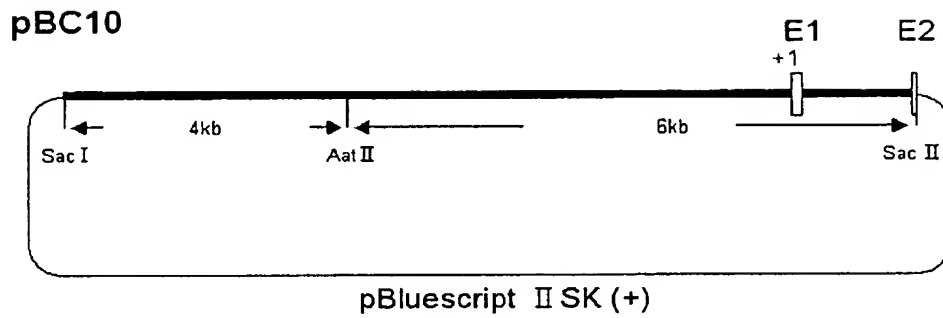 pBC10
E1 E2
+1
4kb 6kb
Sac I Aat II Sac II
pBluescript II SK (+)